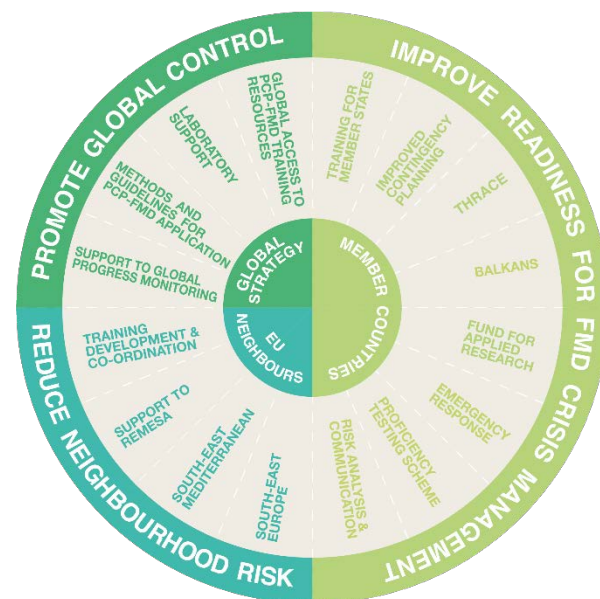 PROMOTE GLOBAL CONTROL
IMPROVE READINESS FOR FMD CRISIS MANAGEMENT
REDUCE NEIGHBOURHOOD RISK
GLOBAL
STRATEGY
MEMBER
COUNTRIES
EU
NEIGHBOURS
GLOBAL ACCESS TO
PCP-FMD TRAINING
RESOURCES
LABORATORY
SUPPORT
METHODS AND
GUIDELINES FOR
PCP-FMD APPLICATION
SUPPORT TO GLOBAL
PROGRESS MONITORING
TRAINING FOR
MEMBER STATES
IMPROVED
CONTINGENCY
PLANNING
THRACE
BALKANS
FUND FOR
APPLIED
RESEARCH
EMERGENCY
RESPONSE
PROFICIENCY
TESTING SCHEME
RISK ANALYSIS &
COMMUNICATION
TRAINING
DEVELOPMENT &
CO-ORDINATION
SUPPORT TO
REMESA
SOUTH-EAST
MEDITERRANEAN
SOUTH-EAST
EUROPE